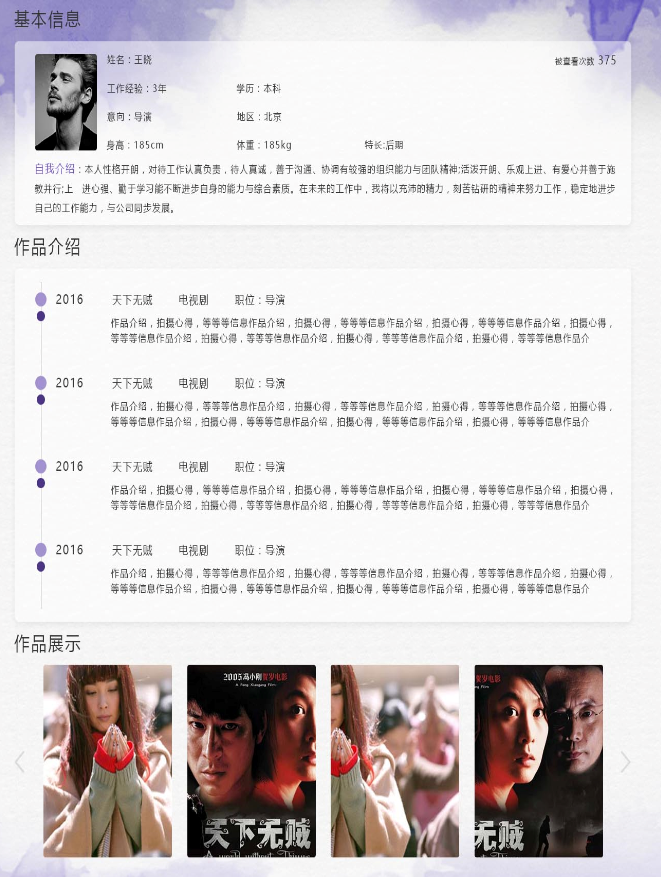 基本信息
姓名：王晓
被查看次数 375
工作经验：3年 学历：本科
意向：导演 地区：北京
身高：185cm 体重：185kg 特长:后期
自我介绍：本人性格开朗，对待工作认真负责，待人真诚，善于沟通、协调有较强的组织能力与团队精神;活泼开朗、乐观上进、有爱心并善于施
教并行;上 进心强、勤于学习能不断进步自身的能力与综合素质。在未来的工作中，我将以充沛的精力，刻苦钻研的精神来努力工作，稳定地进步
自己的工作能力，与公司同步发展。
作品介绍
2016 天下无贼 电视剧 职位：导演
作品介绍，拍摄心得，等等等信息作品介绍，拍摄心得，等等等信息作品介绍，拍摄心得，等等等信息作品介绍，拍摄心得，
等等等信息作品介绍，拍摄心得，等等等信息作品介绍，拍摄心得，等等等信息作品介绍，拍摄心得，等等等信息作品介
2016 天下无贼 电视剧 职位：导演
作品介绍，拍摄心得，等等等信息作品介绍，拍摄心得，等等等信息作品介绍，拍摄心得，等等等信息作品介绍，拍摄心得，
等等等信息作品介绍，拍摄心得，等等等信息作品介绍，拍摄心得，等等等信息作品介绍，拍摄心得，等等等信息作品介
2016 天下无贼 电视剧 职位：导演
作品介绍，拍摄心得，等等等信息作品介绍，拍摄心得，等等等信息作品介绍，拍摄心得，等等等信息作品介绍，拍摄心得，
等等等信息作品介绍，拍摄心得，等等等信息作品介绍，拍摄心得，等等等信息作品介绍，拍摄心得，等等等信息作品介
2016 天下无贼 电视剧 职位：导演
作品介绍，拍摄心得，等等等信息作品介绍，拍摄心得，等等等信息作品介绍，拍摄心得，等等等信息作品介绍，拍摄心得，
等等等信息作品介绍，拍摄心得，等等等信息作品介绍，拍摄心得，等等等信息作品介绍，拍摄心得，等等等信息作品介
作品展示
2005冯小刚贺岁电影
A Feng Xiaogang Film
贺岁电影
Film
天下无贼
A world without Thieves
无贼